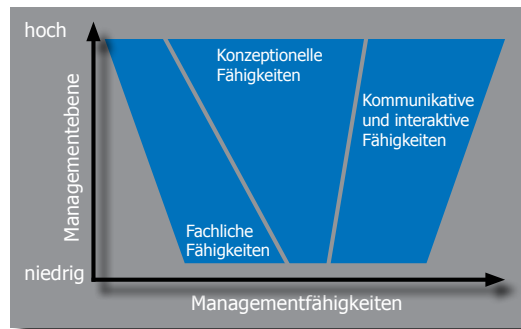 hoch
Konzeptionelle
Fähigkeiten
Kommunikative
und interaktive
Fähigkeiten
Managementebene
Fachliche
Fähigkeiten
niedrig
Managementfähigkeiten